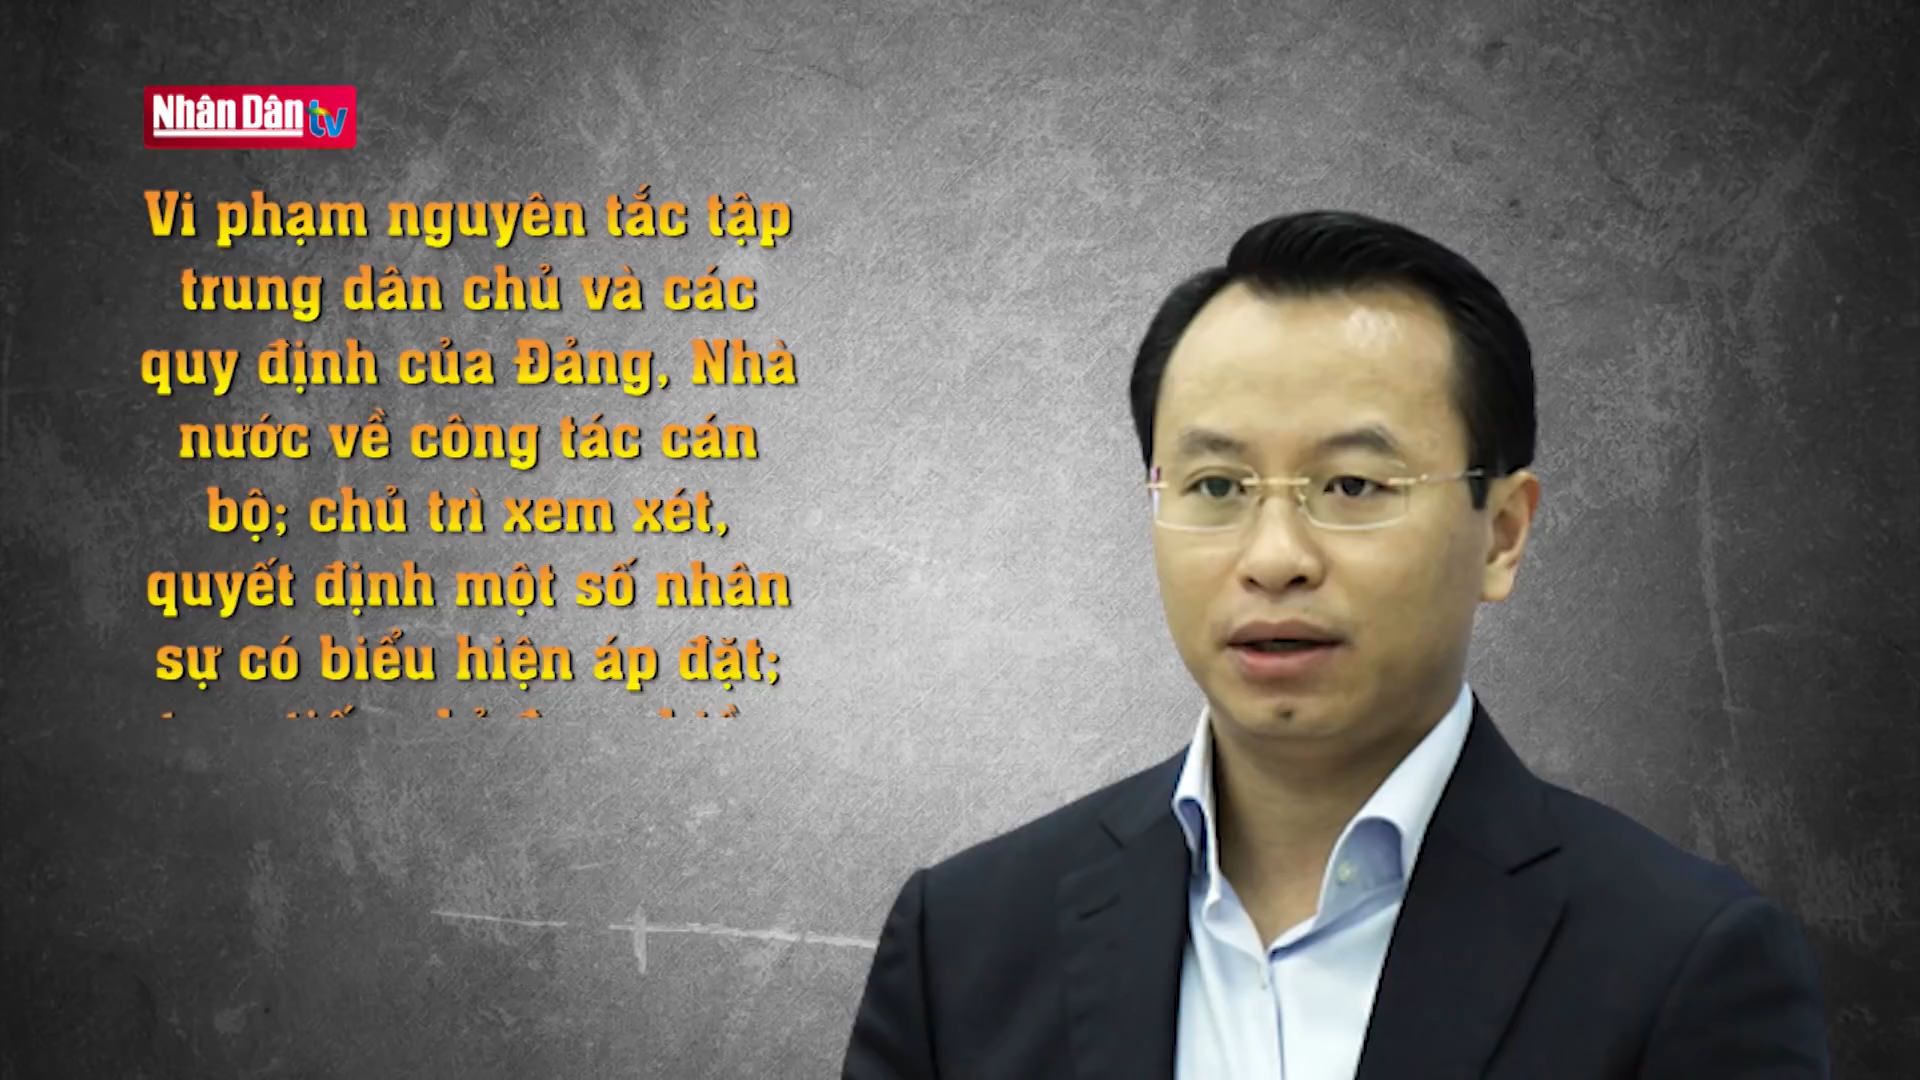 Nhân Dân tv
Vi phạm nguyên tắc tập
trung dân chủ và các
quy định của Đảng, Nhà
nước về công tác cán
bộ; chủ trì xem xét,
quyết định một số nhân
sự có biểu hiện áp đặt;